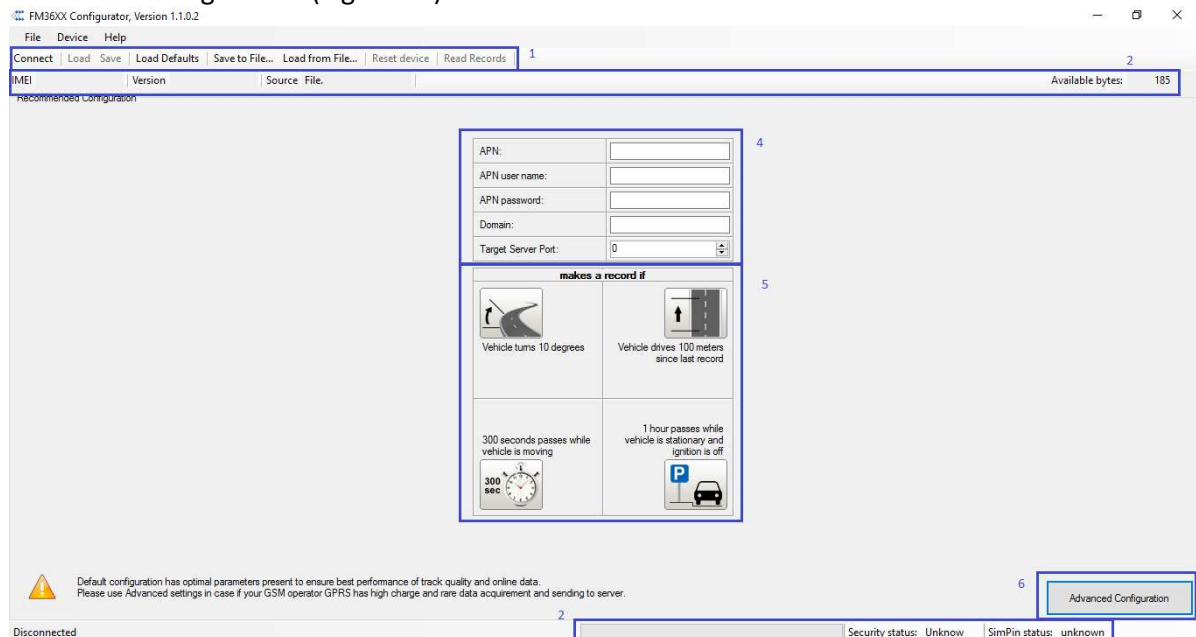 FM36XX Configurator, Version 1.1.0.2
File Device Help
Connect Load Save Load Defaults Save to File... Load from File... Reset device Read Records 1
2
IMEI Version Source File. Available bytes: 185
Recommended Configuration
4
APN:
APN user name:
APN password:
Domain:
Target Server Port: 0
makes a record if
5
Vehicle turns 10 degrees
Vehicle drives 100 meters
since last record
300 seconds passes while
vehicle is moving
300
sec
1 hour passes while
vehicle is stationary and
ignition is off
P
Default configuration has optimal parameters present to ensure best perfomance of track quality and online data.
Please use Advanced settings in case if your GSM operator GPRS has high charge and rare data acquirement and sending to server.
6
Advanced Configuration
2
Disconnected Security status: Unknow SimPin status: unknown